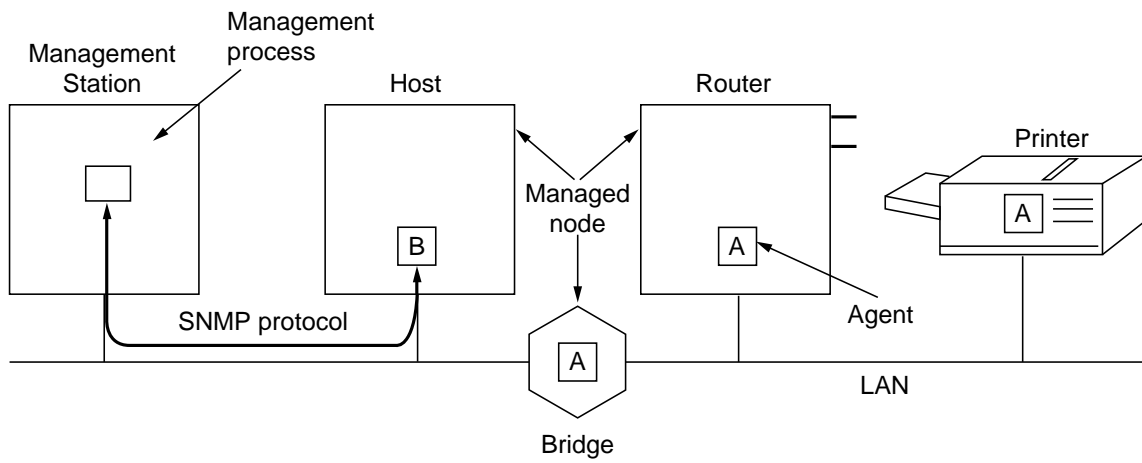 Management
process
Management
Station
Host
Router
Printer
Managed
node
A
B
A
Agent
SNMP protocol
A
LAN
Bridge